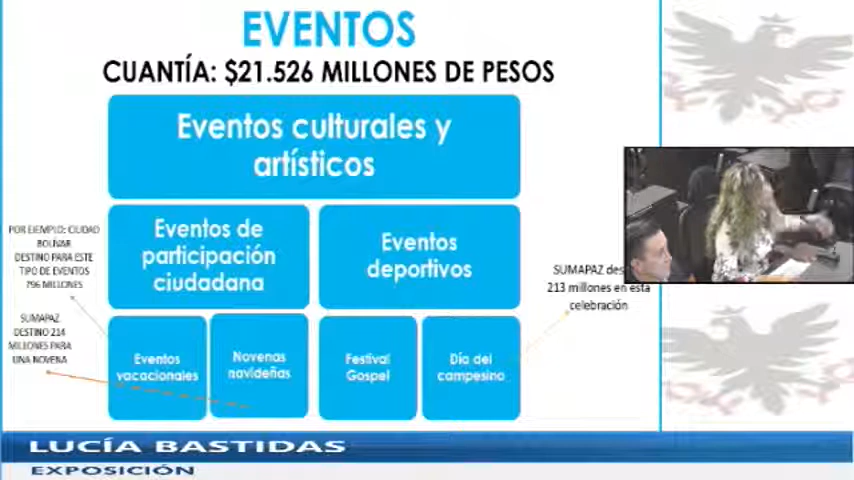 EVENTOS
CUANTÍA: $21.526 MILLONES DE PESOS
Eventos culturales y
artísticos
Eventos de
participación
ciudadana
Eventos
deportivos
POR EJEMPLO: CIUDAD
BOLÍVAR
DESTINO PARA ESTE
TIPO DE EVENTOS
796 MILLONES
SUMAPAZ
DESTINO 214
MILLONES PARA
UNA NOVENA
SUMAPAZ
213 millones en esta
celebración
Eventos
vacacionales
Novenas
navideñas
Festival
Gospel
Día del
campesino
LUCÍA BASTIDAS
EXPOSICIÓN